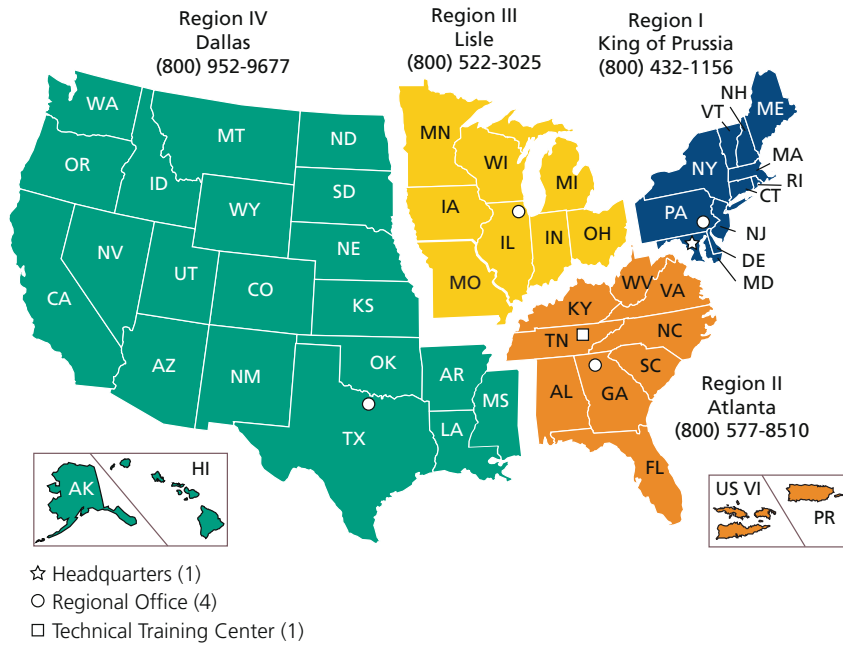 Region IV
Dallas
(800) 952-9677
Region III
Lisle
(800) 522-3025
Region I
King of Prussia
(800) 432-1156
WA
OR
ID
MT
ND
SD
WY
NE
NV
UT
CO
KS
CA
AZ
NM
OK
TX
AR
LA
MS
MN
WI
MI
IA
IL
IN
OH
MO
NH
VT
ME
NY
MA
RI
CT
PA
NJ
DE
MD
WV
VA
KY
TN
NC
SC
AL
GA
FL
Region II
Atlanta
(800) 577-8510
AK
HI
US VI
PR
Headquarters (1)
Regional Office (4)
Technical Training Center (1)